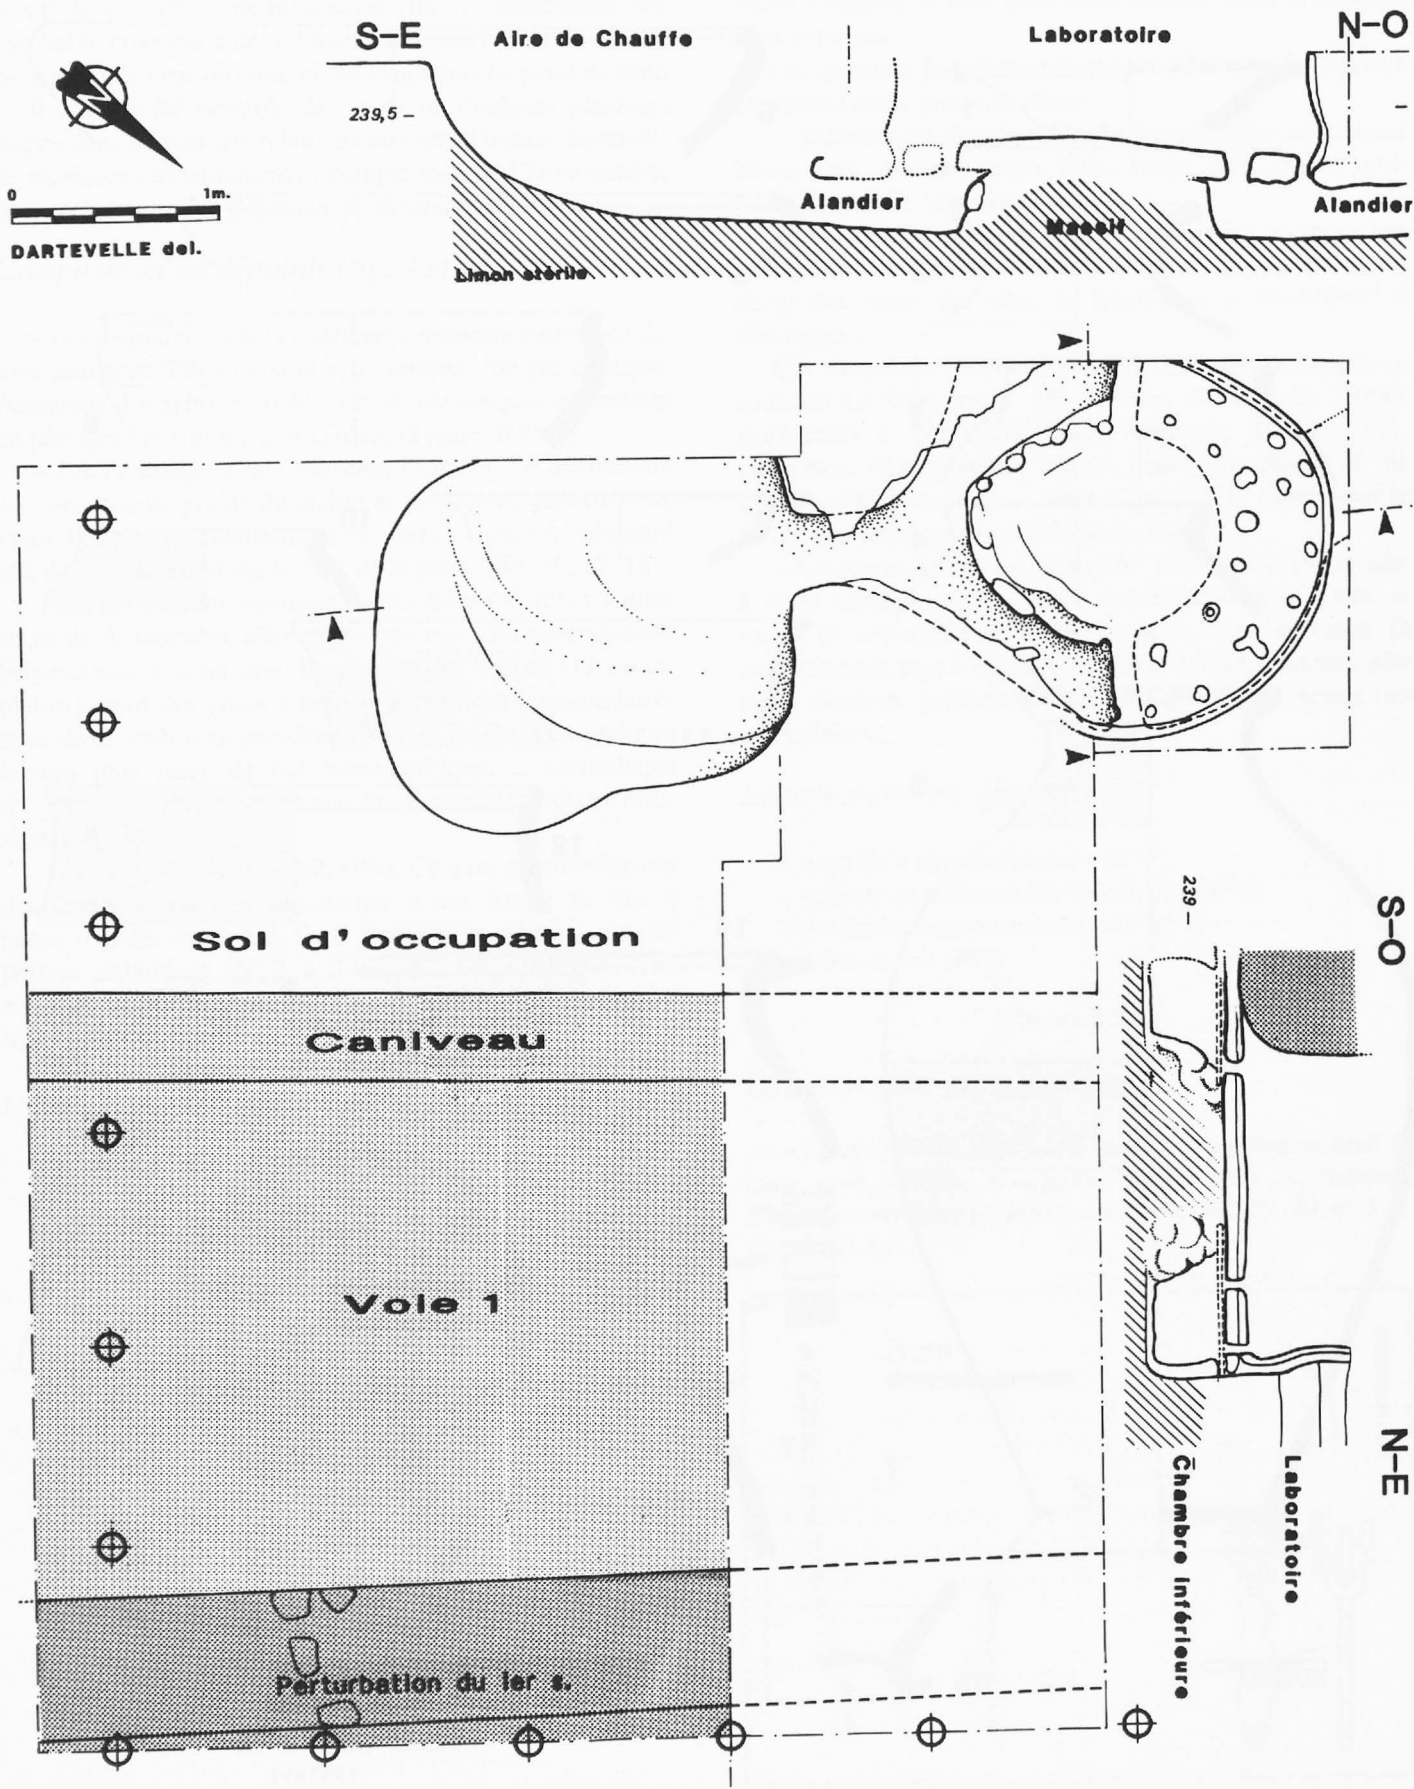 S-E
Aire de Chauffe
Laboratoire
N-O
239,5 –
0 1m.
DARTEVELLE del.
Alandier
Massif
Alandier
Limon stérile
239 –
S-O
Sol d'occupation
Caniveau
Voie 1
N-E
Chambre inférieure
Laboratoire
Perturbation du Ier s.